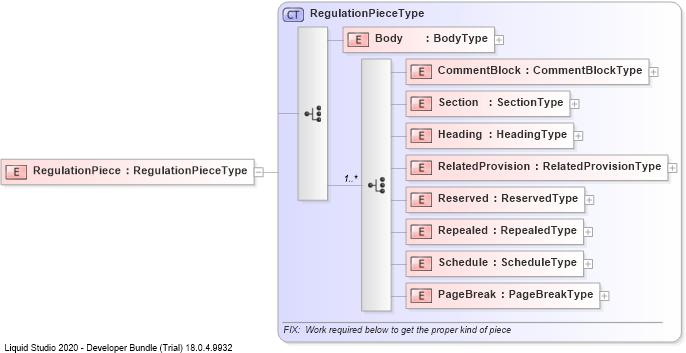 CT RegulationPieceType
E Body : BodyType
E CommentBlock : CommentBlockType
E Section : SectionType
E Heading : HeadingType
E RegulationPiece : RegulationPieceType
E RelatedProvision : RelatedProvisionType
1..*
E Reserved : ReservedType
E Repealed : RepealedType
E Schedule : ScheduleType
E PageBreak : PageBreakType
FIX: Work required below to get the proper kind of piece
Liquid Studio 2020 - Developer Bundle (Trial) 18.0.4.9932